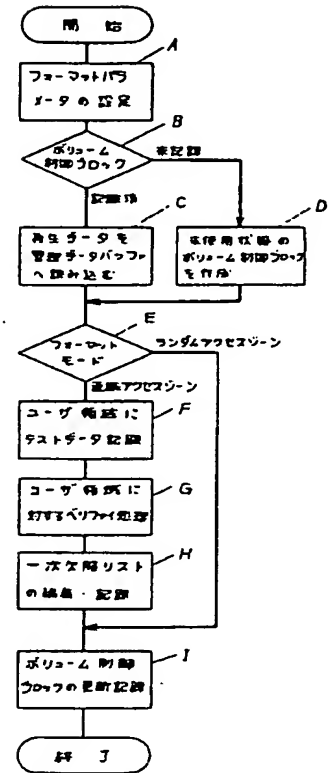 開 始
A
フォーマットパラ
メータの設定
B
ボリューム
制御ブロック
未記録
記録済
C
再生データを
管理データバッファ
へ読み込む
D
未使用状態の
ボリューム制御ブロック
を作成
E
フォーマット
モード
ランダムアクセスゾーン
アクセスゾーン
F
ユーザ領域に
テストデータ記録
G
ユーザ領域に
対するベリファイ処理
H
一次欠陥リスト
の編集・記録
I
ボリューム制御
ブロックの更新記録
終 了